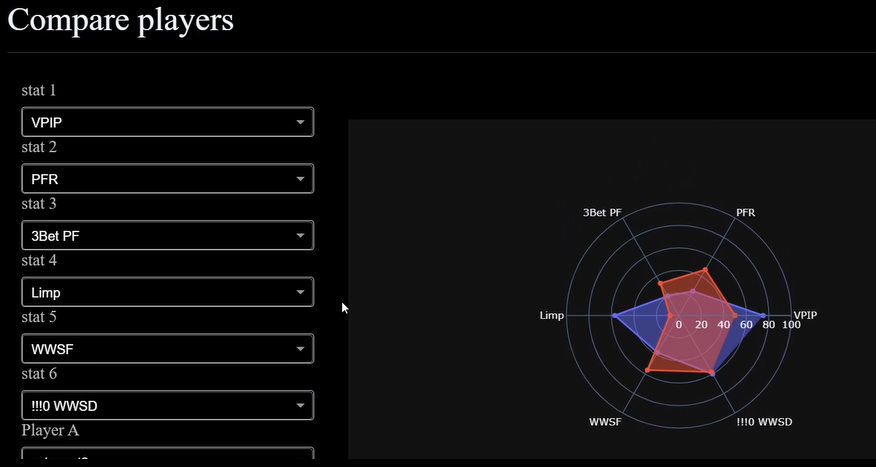 Compare players
stat 1
VPIP
stat 2
PFR
stat 3
3Bet PF
stat 4
Limp
stat 5
WWSF
stat 6
!!!0 WWSD
Player A
3Bet PF
PFR
Limp
VPIP
0 20 40 60 80 100
WWSF
!!!0 WWSD